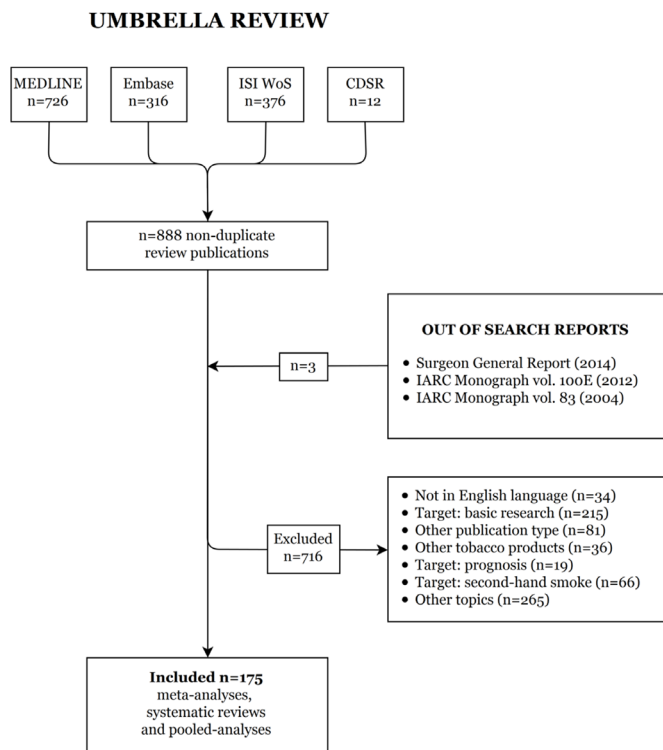 UMBRELLA REVIEW
MEDLINE
n=726
Embase
n=316
ISI WoS
n=376
CDSR
n=12
n=888 non-duplicate
review publications
OUT OF SEARCH REPORTS
• Surgeon General Report (2014)
• IARC Monograph vol. 100E (2012)
• IARC Monograph vol. 83 (2004)
n=3
• Not in English language (n=34)
• Target: basic research (n=215)
• Other publication type (n=81)
• Other tobacco products (n=36)
• Target: prognosis (n=19)
• Target: second-hand smoke (n=66)
• Other topics (n=265)
Excluded
n=716
Included n=175
meta-analyses,
systematic reviews
and pooled-analyses